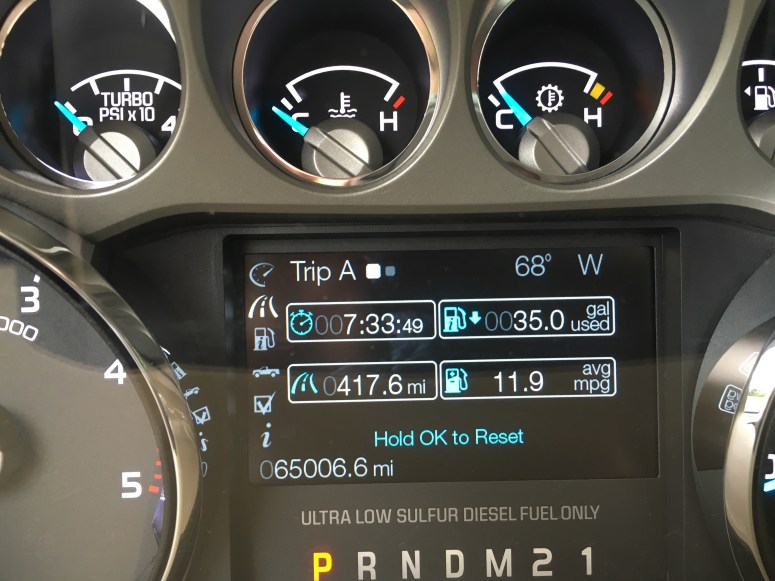 TURBO
PSI x 10
4
C H
C H
Trip A 68° W
007:33:49
0035.0 gal used
0417.6 mi
11.9 avg mpg
Hold OK to Reset
065006.6 mi
3
000
4
5
ULTRA LOW SULFUR DIESEL FUEL ONLY
P R N D M 2 1